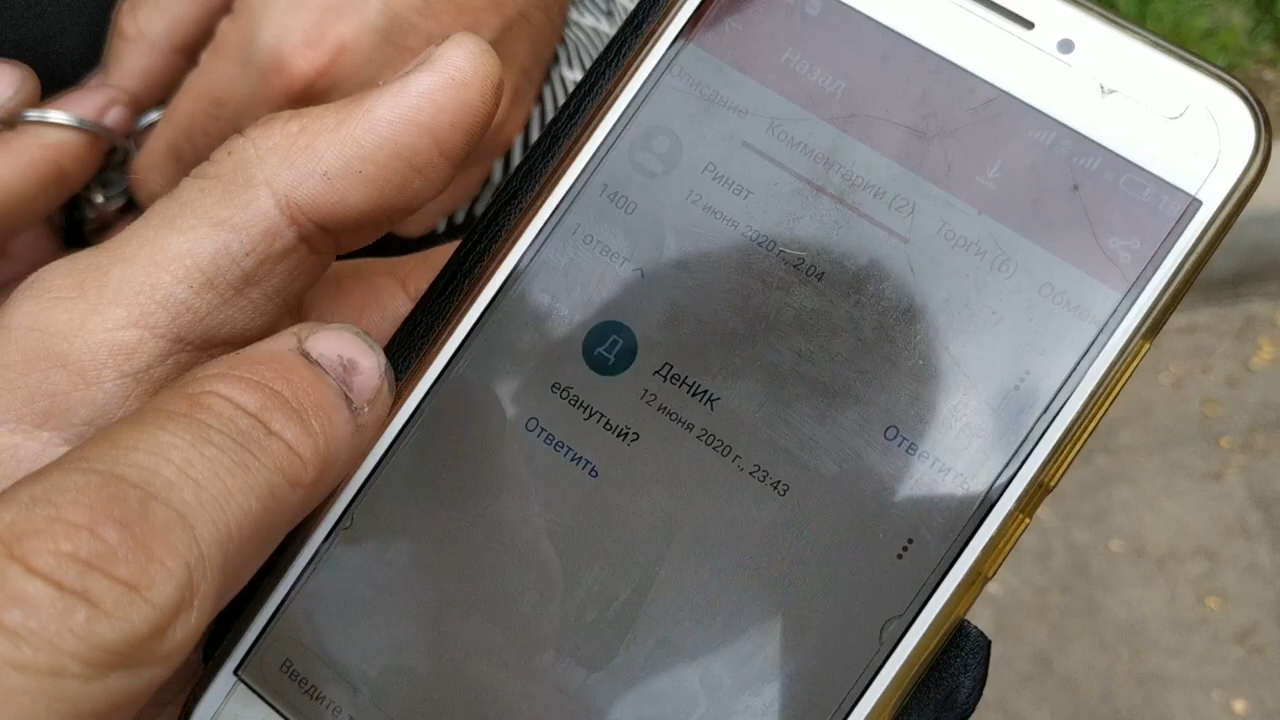 Назад
Описание Комментарии (2) Торги (6) Обмен
Ринат
12 июня 2020 г., 2:04
1400
Ответить
1 ответ
Д
ДеНИК
12 июня 2020 г., 23:43
ебанутый?
Ответить
Введите